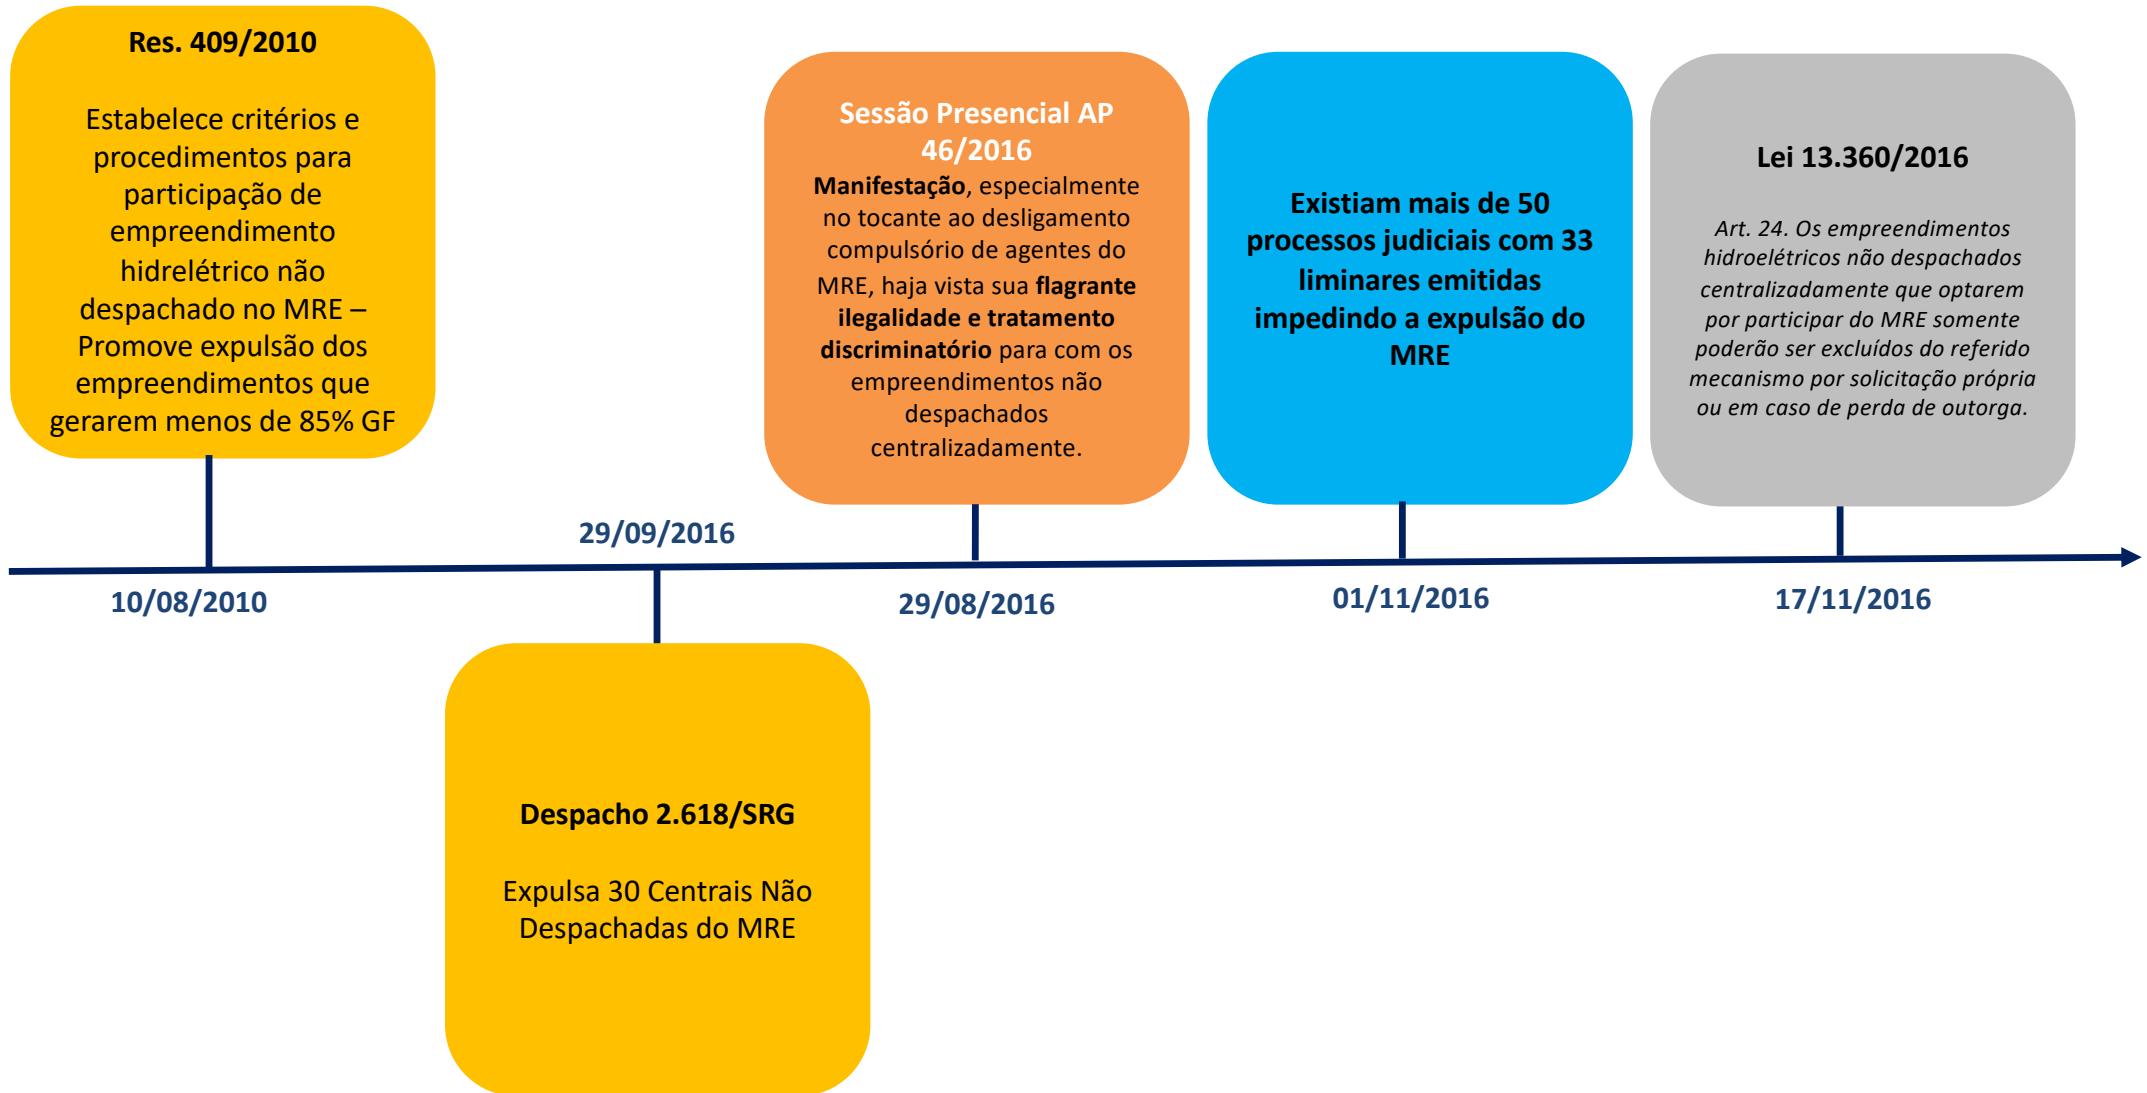 Res. 409/2010
Estabelece critérios e
procedimentos para
participação de
empreendimento
hidrelétrico não
despachado no MRE –
Promove expulsão dos
empreendimentos que
gerarem menos de 85% GF
10/08/2010
29/09/2016
Despacho 2.618/SRG
Expulsa 30 Centrais Não
Despachadas do MRE
Sessão Presencial AP
46/2016
Manifestação, especialmente
no tocante ao desligamento
compulsório de agentes do
MRE, haja vista sua flagrante
ilegalidade e tratamento
discriminatório para com os
empreendimentos não
despachados
centralizadamente.
29/08/2016
Existiam mais de 50
processos judiciais com 33
liminares emitidas
impedindo a expulsão do
MRE
01/11/2016
Lei 13.360/2016
Art. 24. Os empreendimentos
hidroelétricos não despachados
centralizadamente que optarem
por participar do MRE somente
poderão ser excluídos do referido
mecanismo por solicitação própria
ou em caso de perda de outorga.
17/11/2016